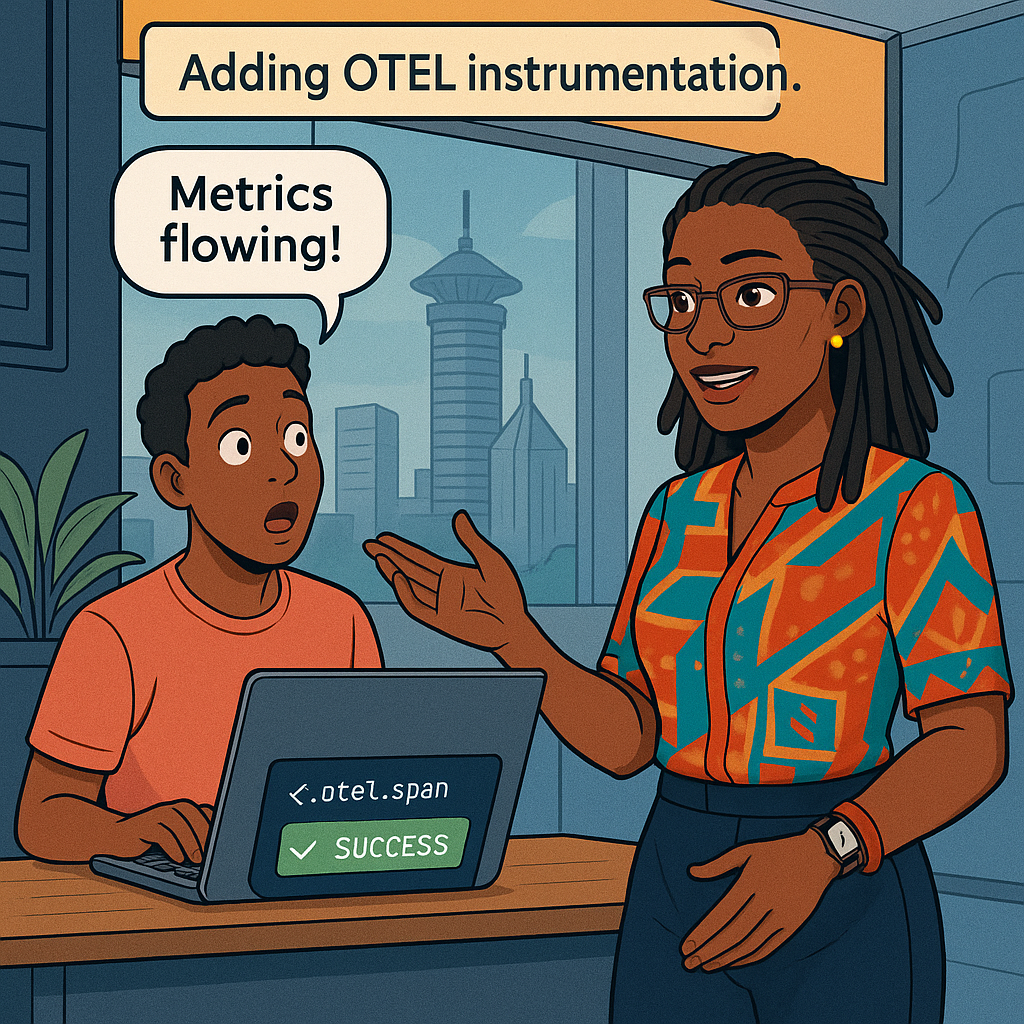 Adding OTEL instrumentation.
Metrics
flowing!
<.otel.span
✓ SUCCESS